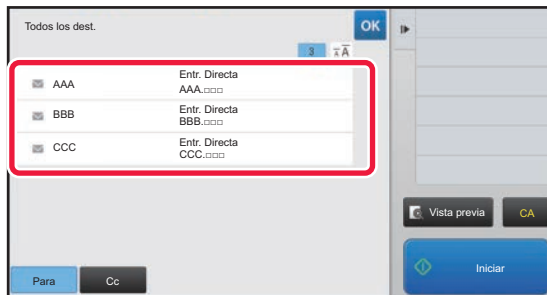 Todos los dest.
OK
3
AAA Entr. Directa
AAA.□□□
BBB Entr. Directa
BBB.□□□
CCC Entr. Directa
CCC.□□□
Vista previa
CA
Para
Cc
Iniciar